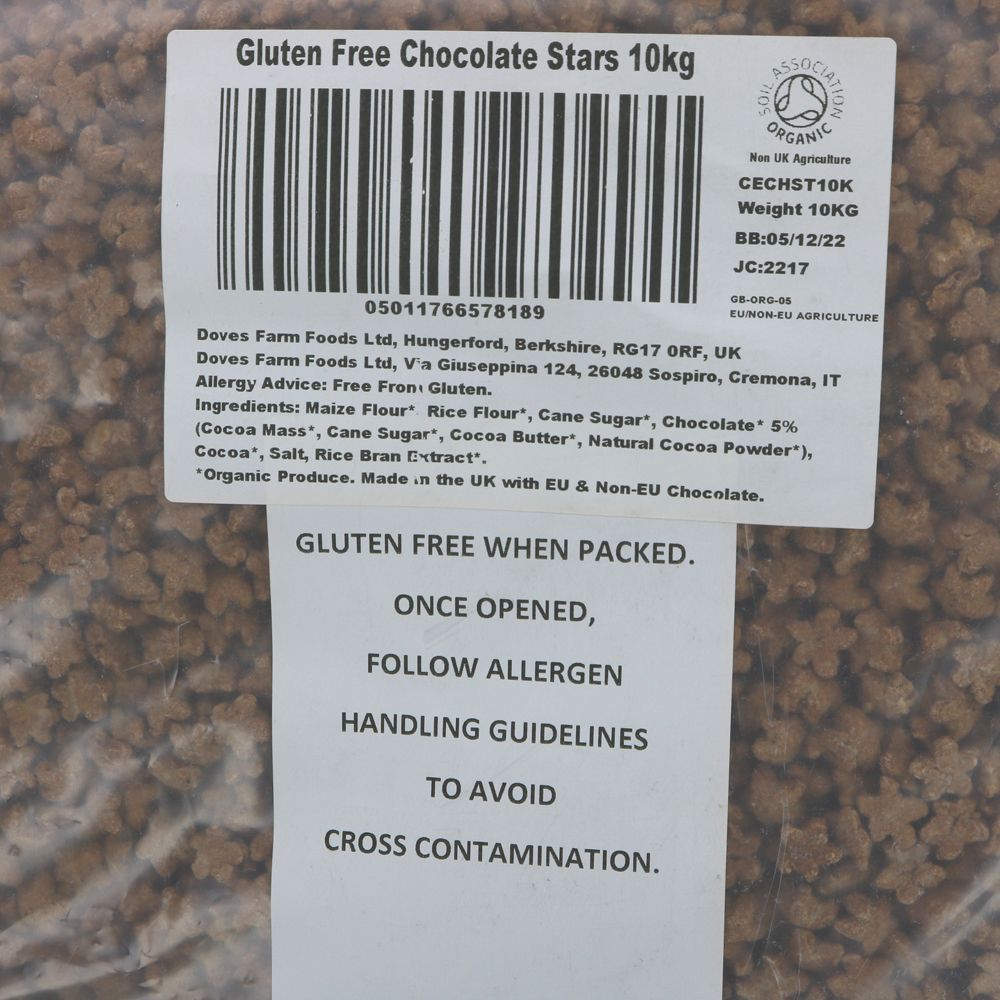 Gluten Free Chocolate Stars 10kg
SOIL ASSOCIATION
ORGANIC
Non UK Agriculture
CECHST10K
Weight 10KG
BB:05/12/22
JC:2217
GB-ORG-05
EU/NON-EU AGRICULTURE
05011766578189
Doves Farm Foods Ltd, Hungerford, Berkshire, RG17 0RF, UK
Doves Farm Foods Ltd, Via Giuseppina 124, 26048 Sospiro, Cremona, IT
Allergy Advice: Free From Gluten.
Ingredients: Maize Flour* Rice Flour*, Cane Sugar*, Chocolate* 5%
(Cocoa Mass*, Cane Sugar*, Cocoa Butter*, Natural Cocoa Powder*),
Cocoa*, Salt, Rice Bran Extract*.
*Organic Produce. Made in the UK with EU & Non-EU Chocolate.
GLUTEN FREE WHEN PACKED.
ONCE OPENED,
FOLLOW ALLERGEN
HANDLING GUIDELINES
TO AVOID
CROSS CONTAMINATION.